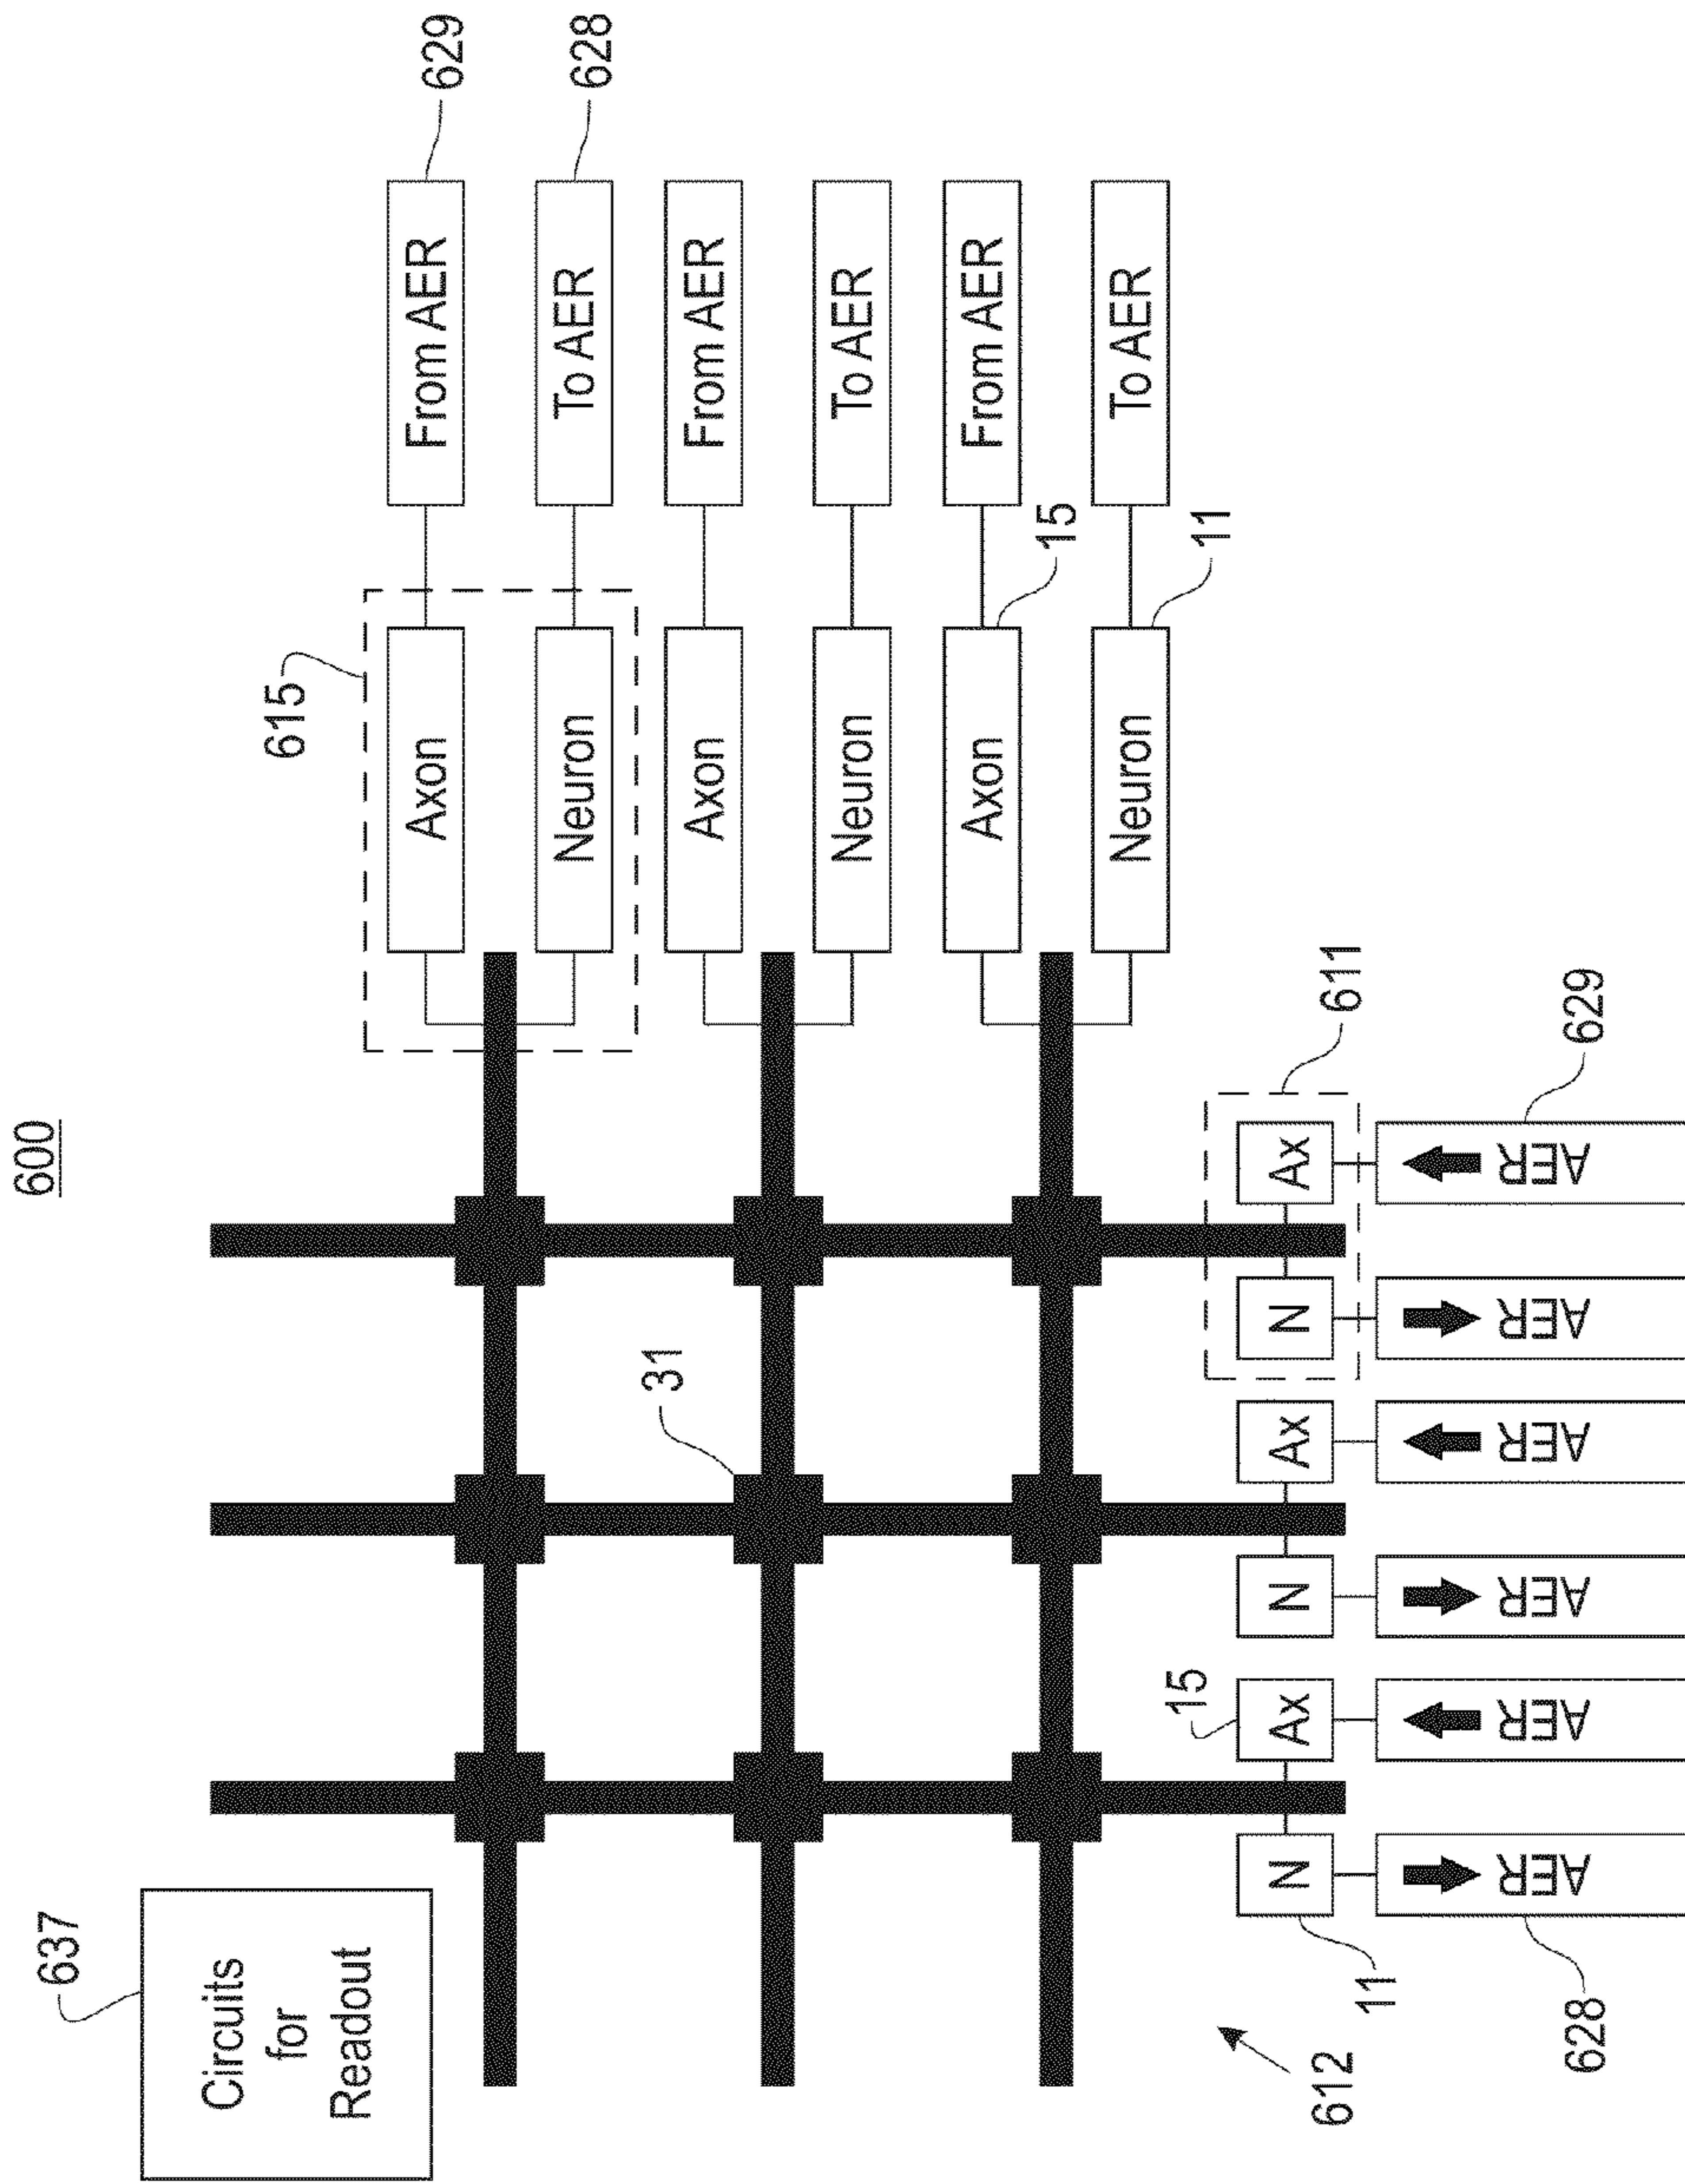 600
637
Circuits
for
Readout
615
Axon
From AER
629
Neuron
To AER
628
31
Axon
From AER
Neuron
To AER
Axon
From AER
15
Neuron
To AER
11
15
N
Ax
N
Ax
N
Ax
612
611
11
AER
AER
AER
AER
AER
AER
628
629